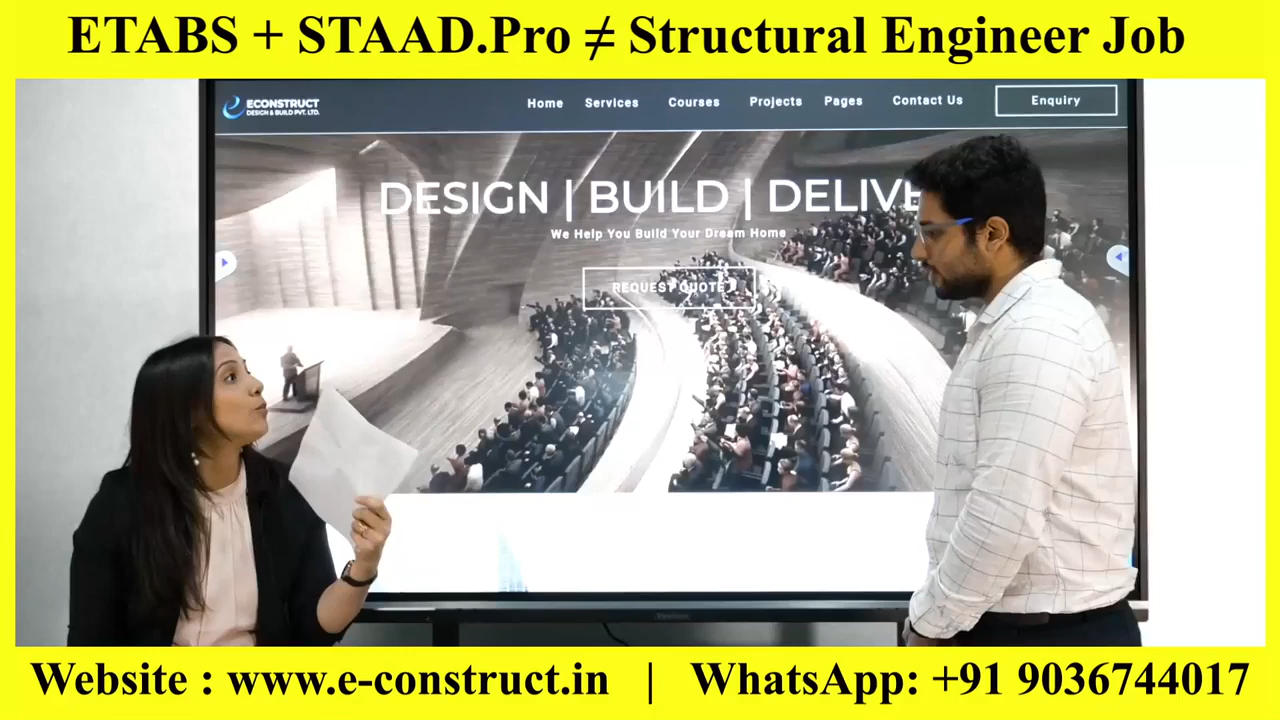 ETABS + STAAD.Pro ≠ Structural Engineer Job
ECONSTRUCT
DESIGN & BUILD PVT. LTD.
Home Services Courses Projects Pages Contact Us Enquiry
DESIGN | BUILD | DELIVE
We Help You Build Your Dream Home
REQUEST QUOTE
Website : www.e-construct.in | WhatsApp: +91 9036744017